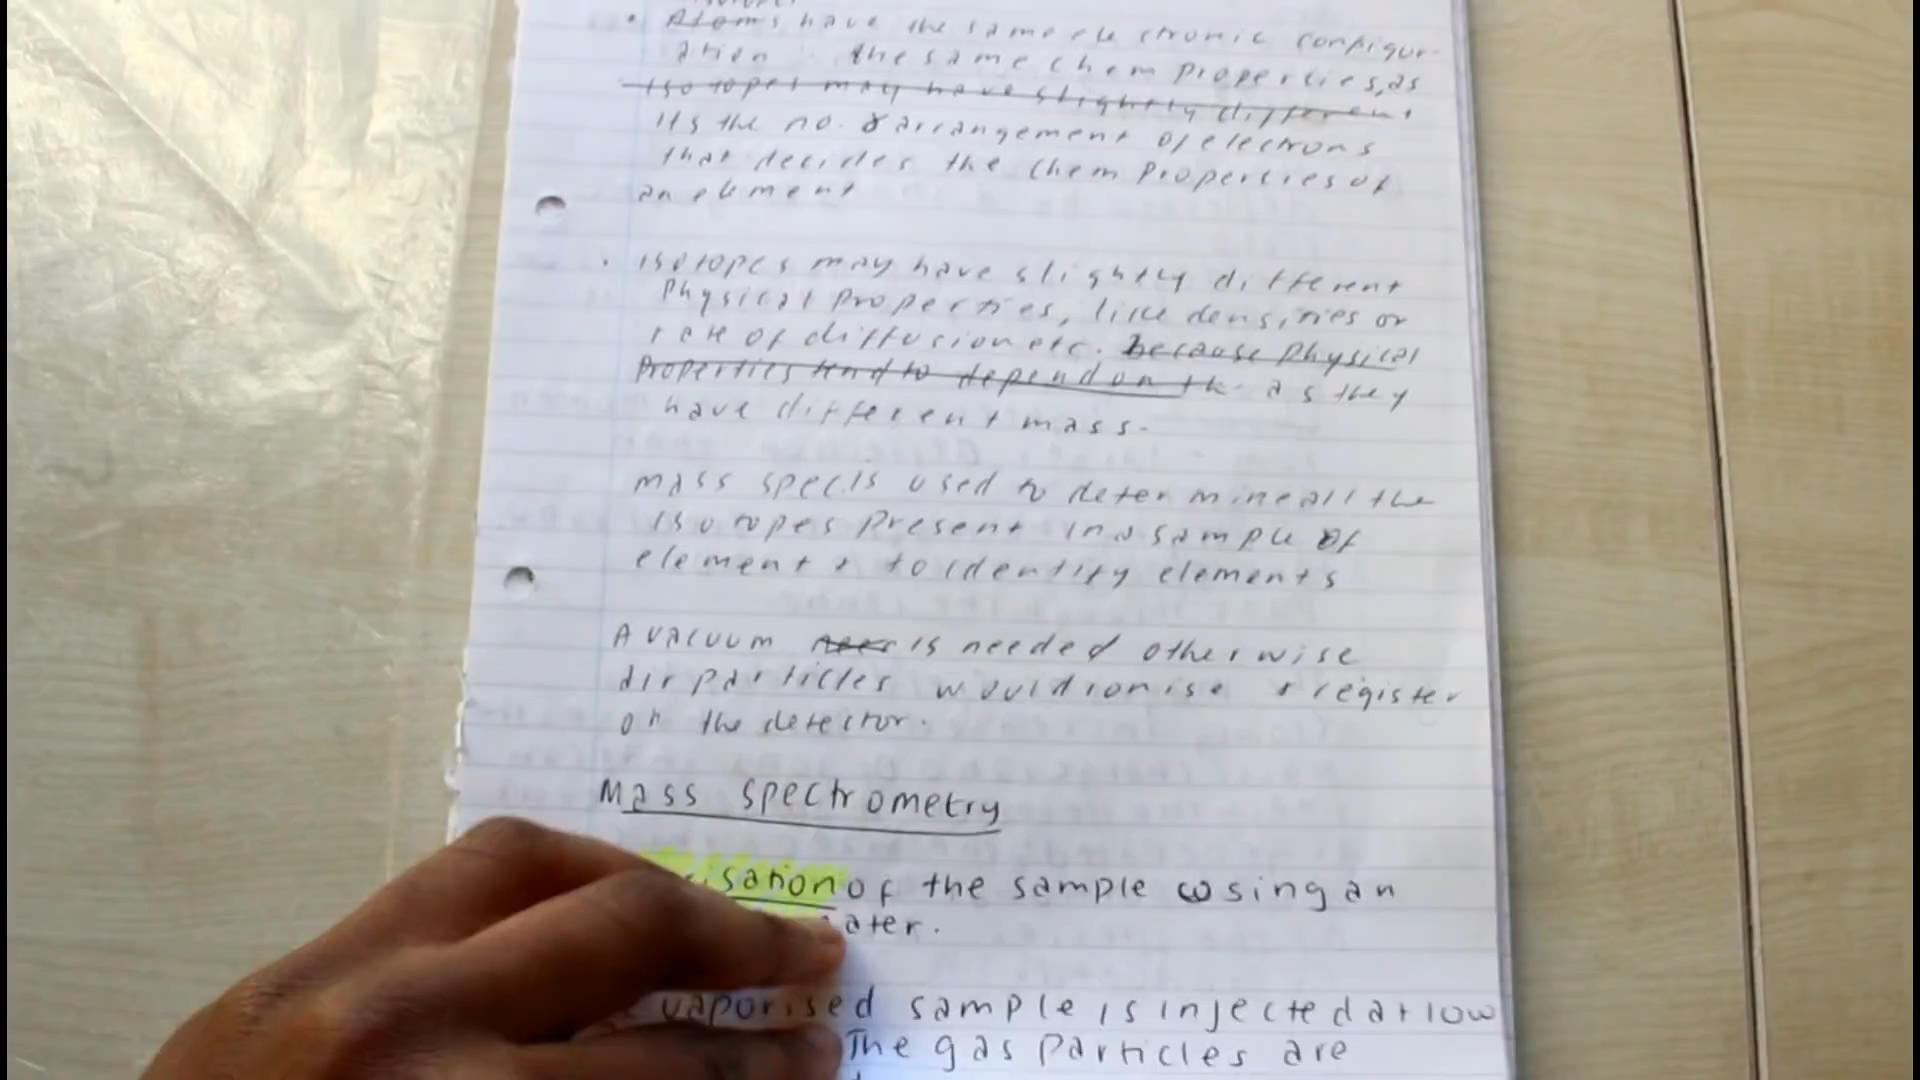 • Atoms have the same electronic configur-
ation ∴ the same chem properties, as
Isotopes may have slightly different
its the no. & arrangement of electrons
that decides the chem properties of
an element
• isotopes may have slightly different
physical properties, like densities or
rate of diffusion etc. because physical
properties tend to depend on the as they
have different mass.
mass spec is used to determine all the
isotopes present in a sample of
element + to identify elements
A vacuum is needed otherwise
air particles would ionise + register
on the detector.
Mass spectrometry
isation of the sample using an
ater.
vaporised sample is injected at low
The gas particles are